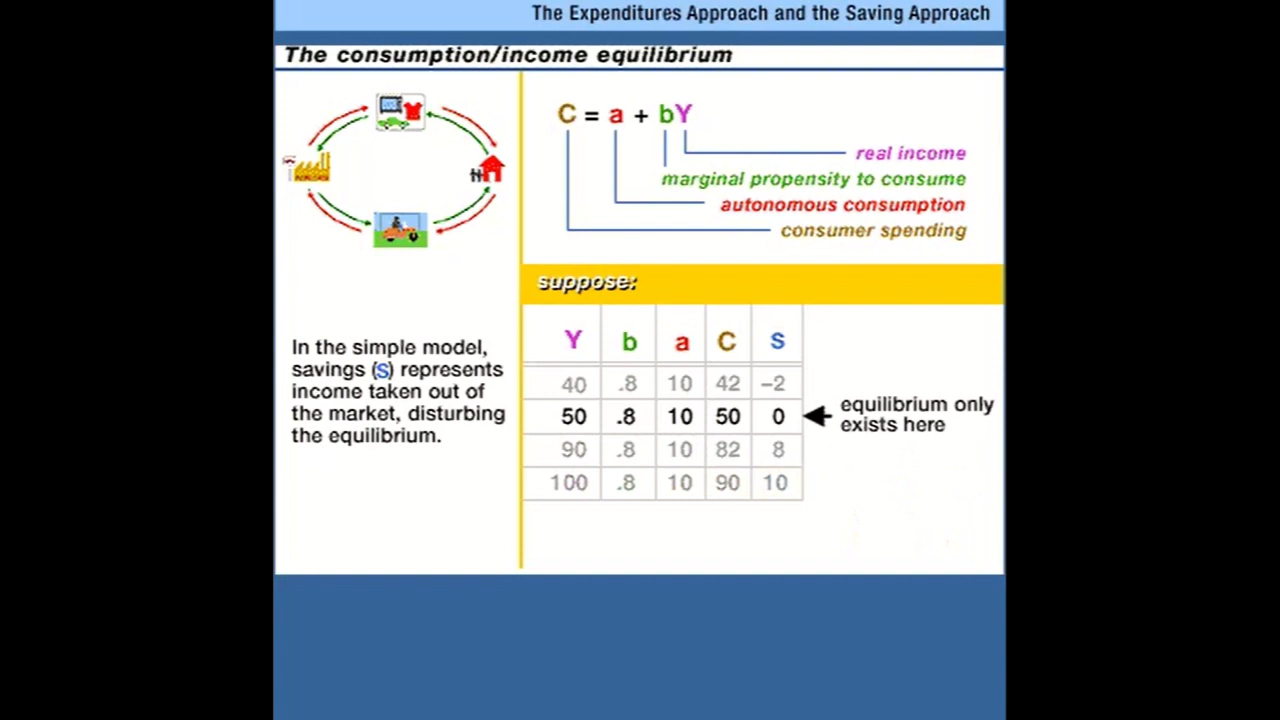 The Expenditures Approach and the Saving Approach
The consumption/income equilibrium
C = a + bY
real income
marginal propensity to consume
autonomous consumption
consumer spending
suppose:
In the simple model,
savings (S) represents
income taken out of
the market, disturbing
the equilibrium.
Y b a C S
40 .8 10 42 −2
50 .8 10 50 0
90 .8 10 82 8
100 .8 10 90 10
equilibrium only
exists here